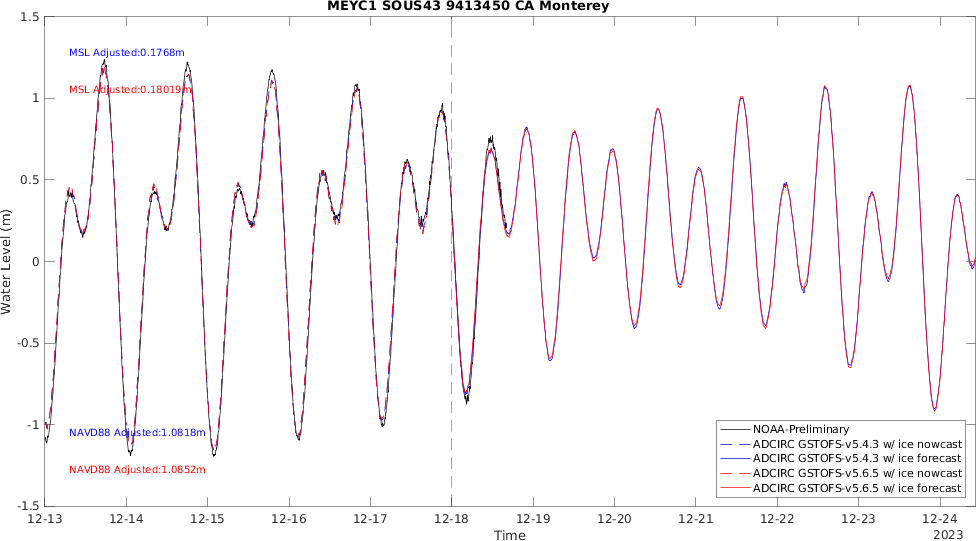 MEYC1 SOUS43 9413450 CA Monterey
1.5
MSL Adjusted:0.1768m
MSL Adjusted:0.18019m
1
0.5
0
-0.5
-1
-1.5
Water Level (m)
NAVD88 Adjusted:1.0818m
NAVD88 Adjusted:1.0852m
NOAA-Preliminary
ADCIRC GSTOFS-v5.4.3 w/ ice nowcast
ADCIRC GSTOFS-v5.4.3 w/ ice forecast
ADCIRC GSTOFS-v5.6.5 w/ ice nowcast
ADCIRC GSTOFS-v5.6.5 w/ ice forecast
12-13 12-14 12-15 12-16 12-17 12-18 12-19 12-20 12-21 12-22 12-23 12-24
Time
2023